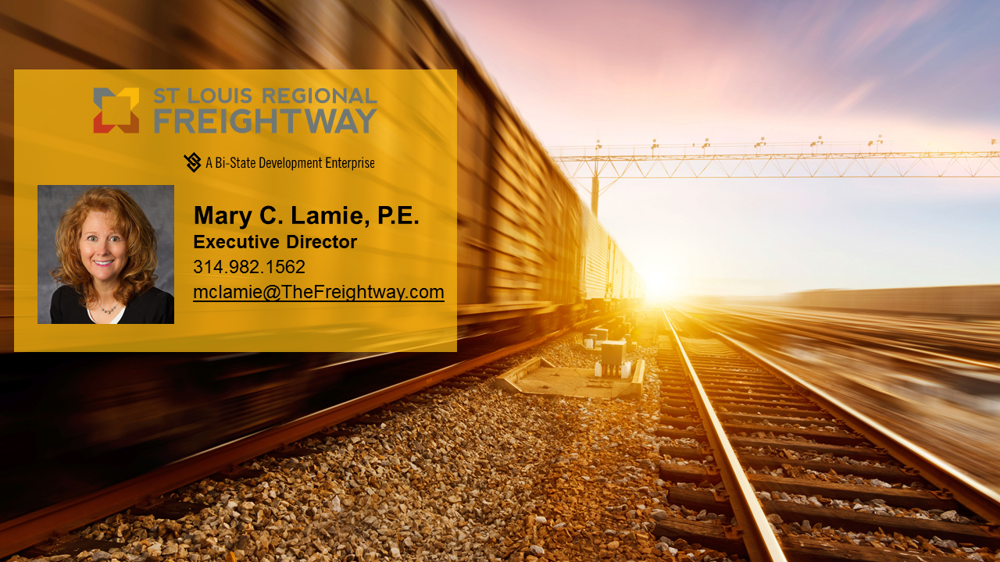 ST LOUIS REGIONAL
FREIGHTWAY
A Bi-State Development Enterprise
Mary C. Lamie, P.E.
Executive Director
314.982.1562
mclamie@TheFreightway.com